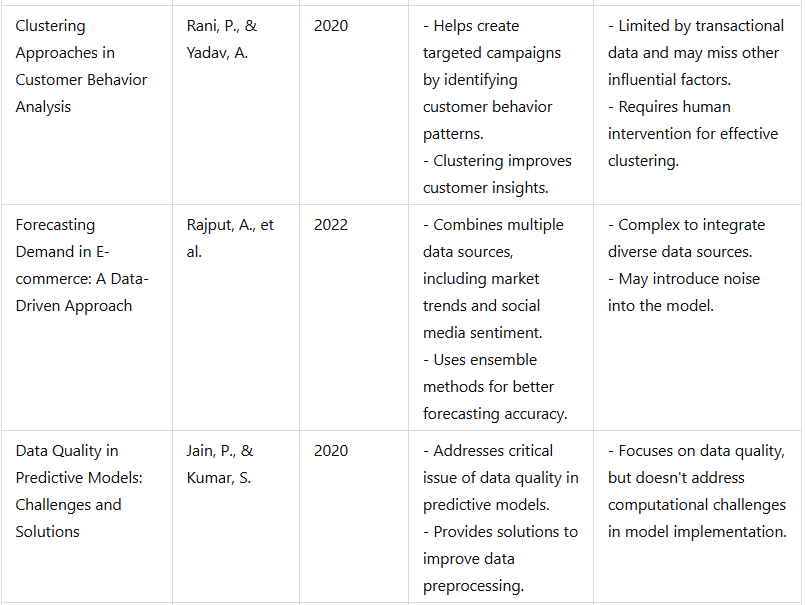 Clustering
Approaches in
Customer Behavior
Analysis
Rani, P., &
Yadav, A.
2020
- Helps create
targeted campaigns
by identifying
customer behavior
patterns.
- Clustering improves
customer insights.
- Limited by transactional
data and may miss other
influential factors.
- Requires human
intervention for effective
clustering.
Forecasting
Demand in E-
commerce: A Data-
Driven Approach
Rajput, A., et
al.
2022
- Combines multiple
data sources,
including market
trends and social
media sentiment.
- Uses ensemble
methods for better
forecasting accuracy.
- Complex to integrate
diverse data sources.
- May introduce noise
into the model.
Data Quality in
Predictive Models:
Challenges and
Solutions
Jain, P., &
Kumar, S.
2020
- Addresses critical
issue of data quality in
predictive models.
- Provides solutions to
improve data
preprocessing.
- Focuses on data quality,
but doesn't address
computational challenges
in model implementation.